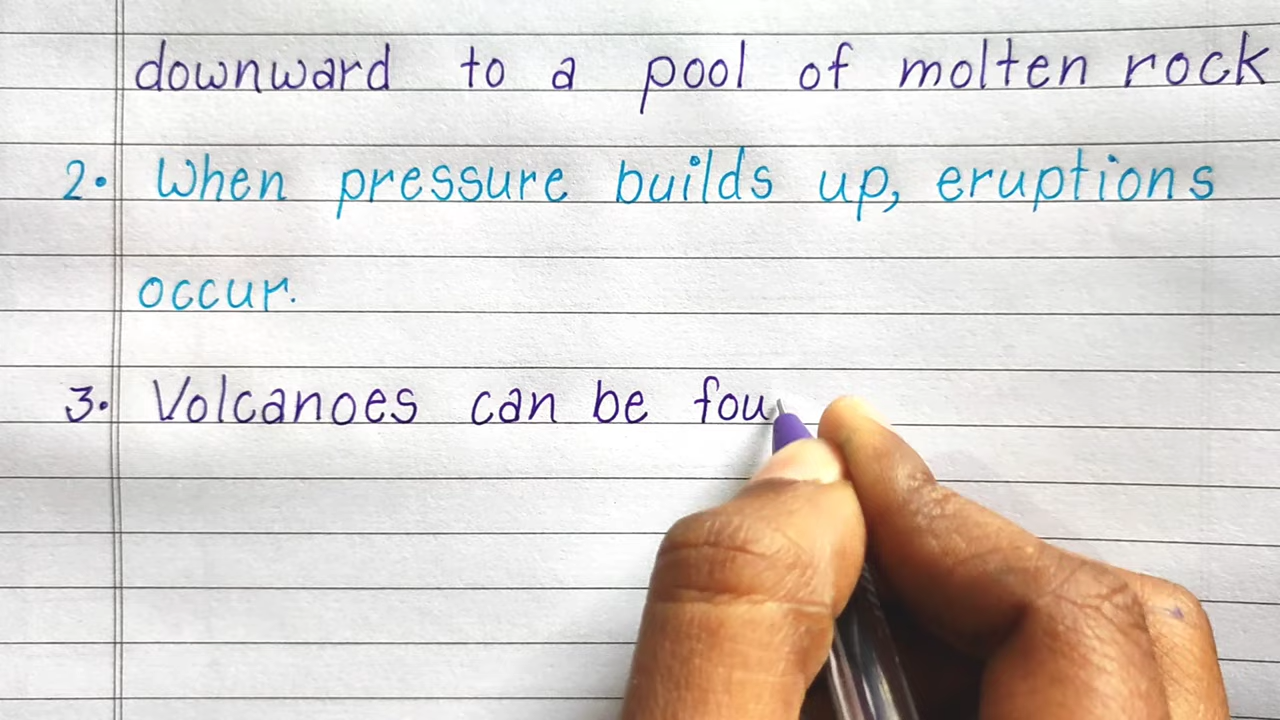 downward to a pool of molten rock
2. When pressure builds up, eruptions
occur.
3. Volcanoes can be fou